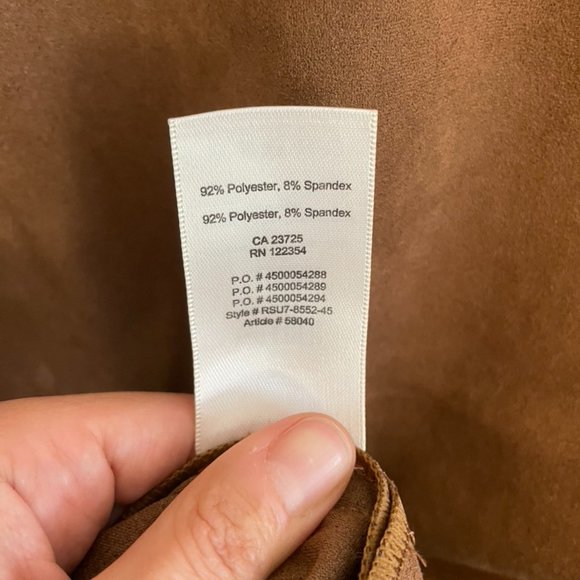 92% Polyester, 8% Spandex
92% Polyester, 8% Spandex
CA 23725
RN 122354
P.O. # 4500054288
P.O. # 4500054289
P.O. # 4500054294
Style # RSU7-8552-45
Article # 58040